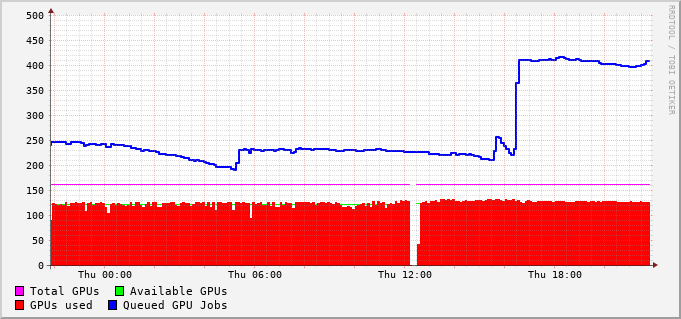 500
450
400
350
300
250
200
150
100
50
0
Thu 00:00 Thu 06:00 Thu 12:00 Thu 18:00
Total GPUs Available GPUs
GPUs used Queued GPU Jobs
RRDTOOL / TOBI OETIKER